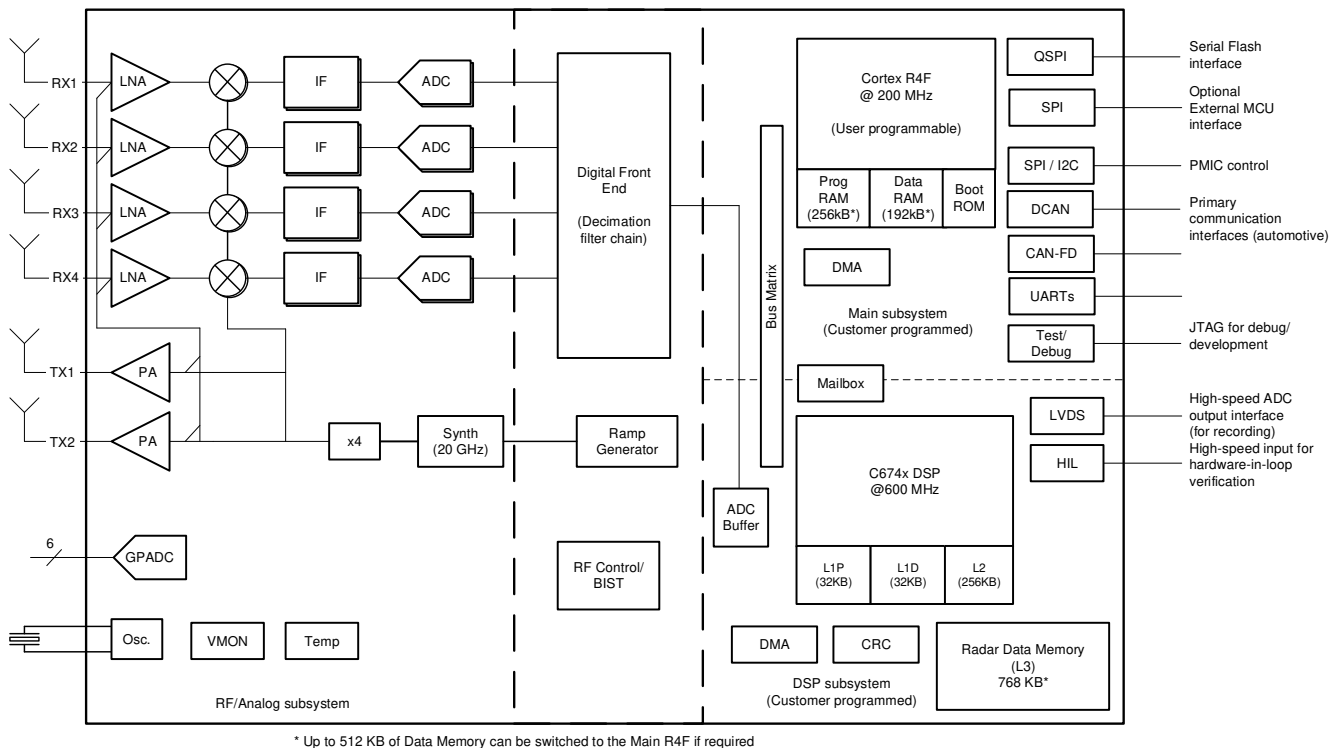 RX1
LNA
IF
ADC
RX2
LNA
IF
ADC
RX3
LNA
IF
ADC
RX4
LNA
IF
ADC
TX1
PA
TX2
PA
x4
Synth
(20 GHz)
Ramp
Generator
Digital Front
End
(Decimation
filter chain)
6
GPADC
RF Control/
BIST
Osc.
VMON
Temp
RF/Analog subsystem
Bus Matrix
ADC
Buffer
Cortex R4F
@ 200 MHz
(User programmable)
Prog
RAM
(256kB*)
Data
RAM
(192kB*)
Boot
ROM
DMA
Main subsystem
(Customer programmed)
Mailbox
QSPI
Serial Flash
interface
SPI
Optional
External MCU
interface
SPI / I2C
PMIC control
DCAN
Primary
communication
interfaces (automotive)
CAN-FD
UARTs
Test/
Debug
JTAG for debug/
development
LVDS
High-speed ADC
output interface
(for recording)
HIL
High-speed input for
hardware-in-loop
verification
C674x DSP
@600 MHz
L1P
(32KB)
L1D
(32KB)
L2
(256KB)
DMA
CRC
Radar Data Memory
(L3)
768 KB*
DSP subsystem
(Customer programmed)
* Up to 512 KB of Data Memory can be switched to the Main R4F if required